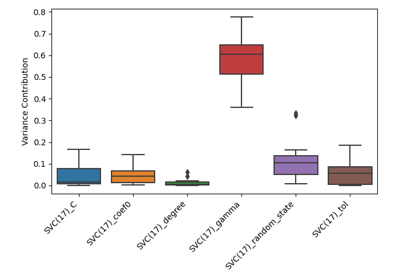 0.8
0.7
0.6
0.5
0.4
0.3
0.2
0.1
0.0
Variance Contribution
SVC(17)_C
SVC(17)_coef0
SVC(17)_degree
SVC(17)_gamma
SVC(17)_random_state
SVC(17)_tol